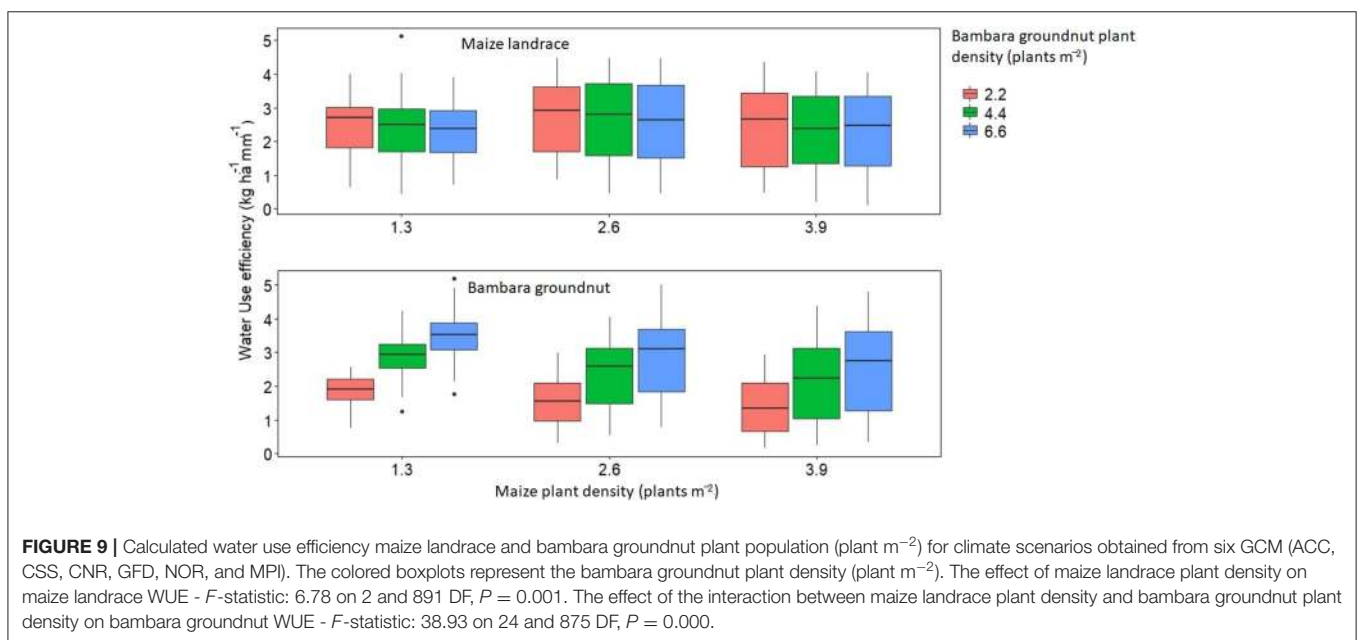 Maize landrace
Bambara groundnut plant
density (plants m⁻²)
2.2
4.4
6.6
5
4
3
2
1
0
1.3
2.6
3.9
Water Use efficiency (kg ha⁻¹ mm⁻¹)
Bambara groundnut
5
4
3
2
1
0
1.3
2.6
3.9
Maize plant density (plants m⁻²)
FIGURE 9 | Calculated water use efficiency maize landrace and bambara groundnut plant population (plant m⁻²) for climate scenarios obtained from six GCM (ACC,
CSS, CNR, GFD, NOR, and MPI). The colored boxplots represent the bambara groundnut plant density (plant m⁻²). The effect of maize landrace plant density on
maize landrace WUE - F-statistic: 6.78 on 2 and 891 DF, P = 0.001. The effect of the interaction between maize landrace plant density and bambara groundnut plant
density on bambara groundnut WUE - F-statistic: 38.93 on 24 and 875 DF, P = 0.000.